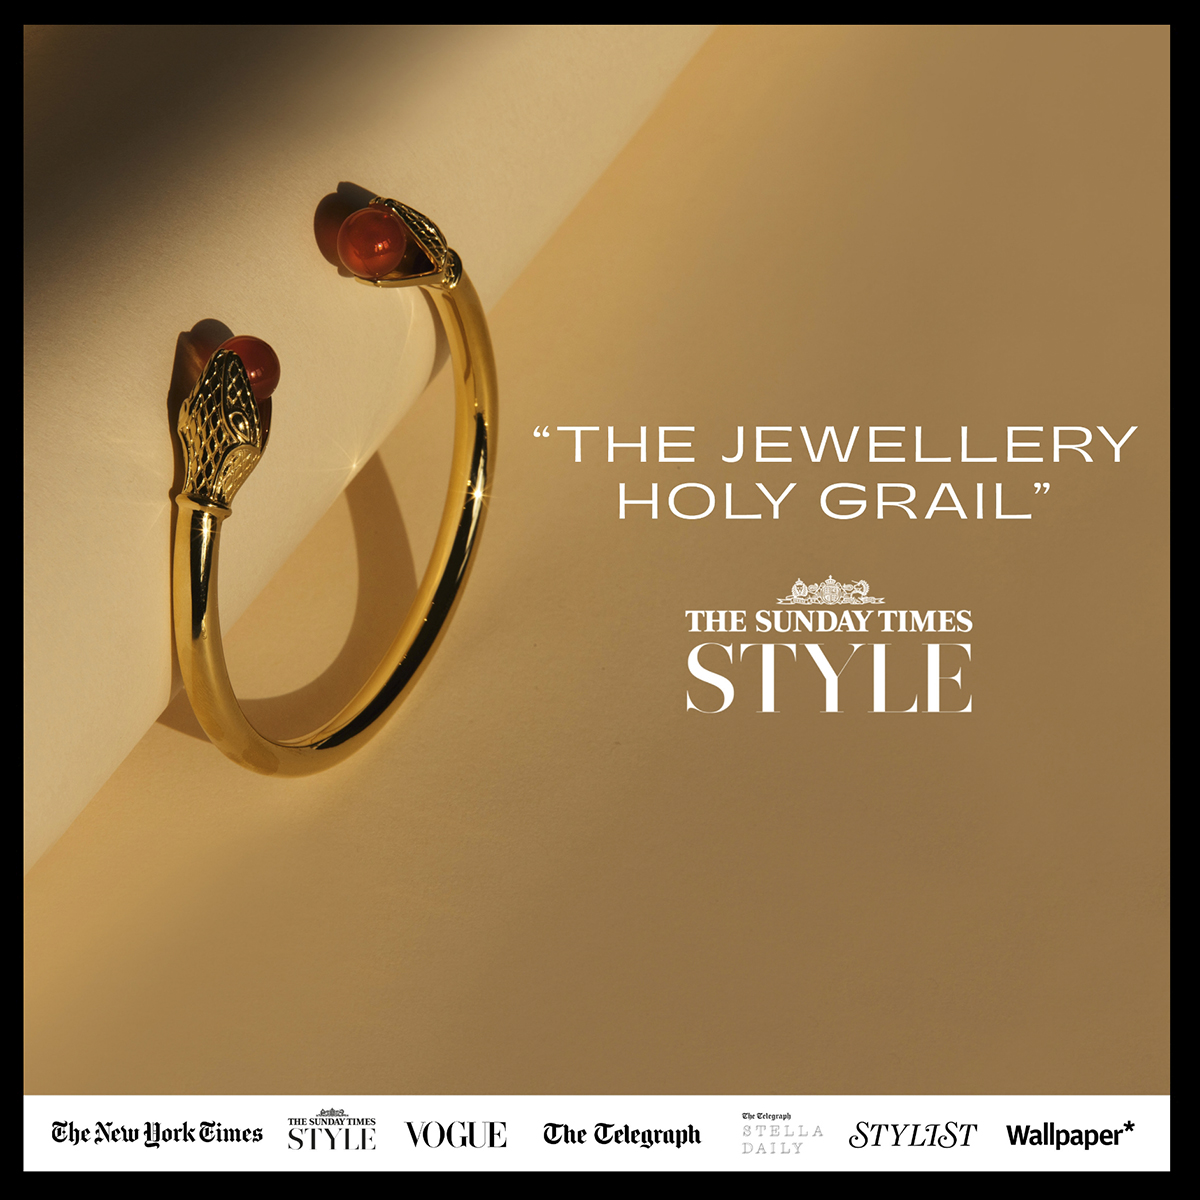 “THE JEWELLERY
HOLY GRAIL”
THE SUNDAY TIMES
STYLE
The New York Times
THE SUNDAY TIMES
STYLE
VOGUE
The Telegraph
The Telegraph
STELLA
DAILY
STYLIST
Wallpaper*